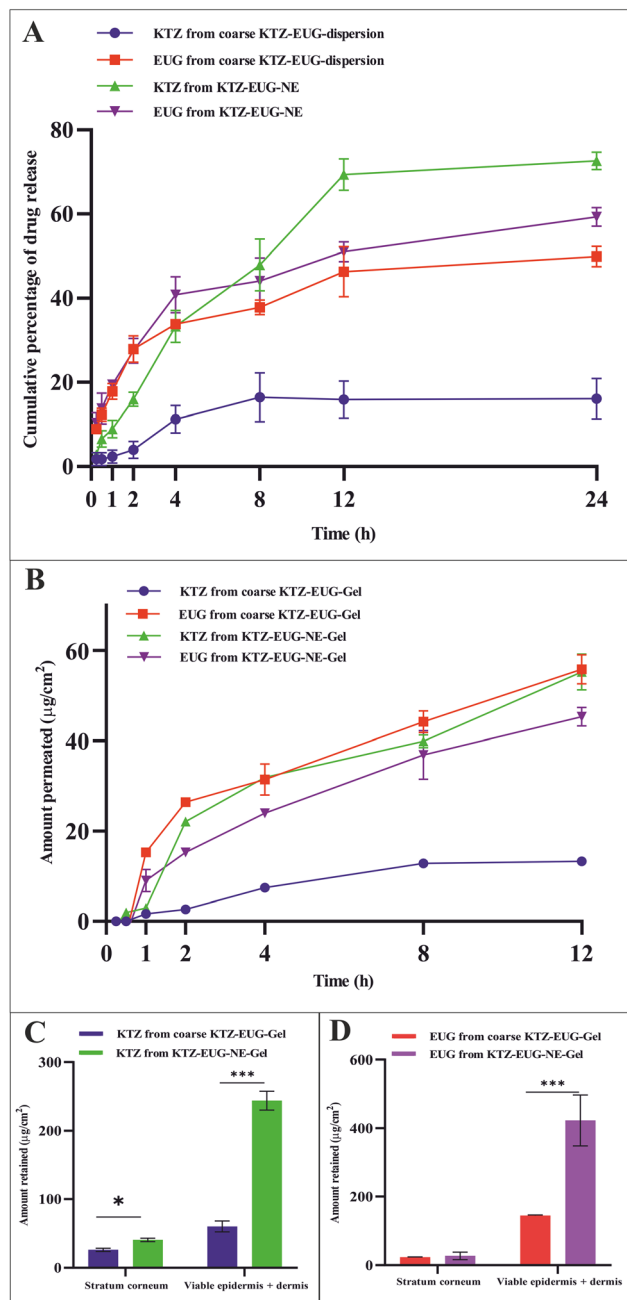 A
KTZ from coarse KTZ-EUG-dispersion
EUG from coarse KTZ-EUG-dispersion
KTZ from KTZ-EUG-NE
EUG from KTZ-EUG-NE
Cumulative percentage of drug release
80
60
40
20
0
0 1 2 4 8 12 24
Time (h)
B
KTZ from coarse KTZ-EUG-Gel
EUG from coarse KTZ-EUG-Gel
KTZ from KTZ-EUG-NE-Gel
EUG from KTZ-EUG-NE-Gel
Amount permeated (µg/cm²)
60
40
20
0
0 1 2 4 8 12
Time (h)
C
KTZ from coarse KTZ-EUG-Gel
KTZ from KTZ-EUG-NE-Gel
Amount retained (µg/cm²)
300
200
100
0
*
***
Stratum corneum Viable epidermis + dermis
D
EUG from coarse KTZ-EUG-Gel
EUG from KTZ-EUG-NE-Gel
Amount retained (µg/cm²)
600
400
200
0
***
Stratum corneum Viable epidermis + dermis